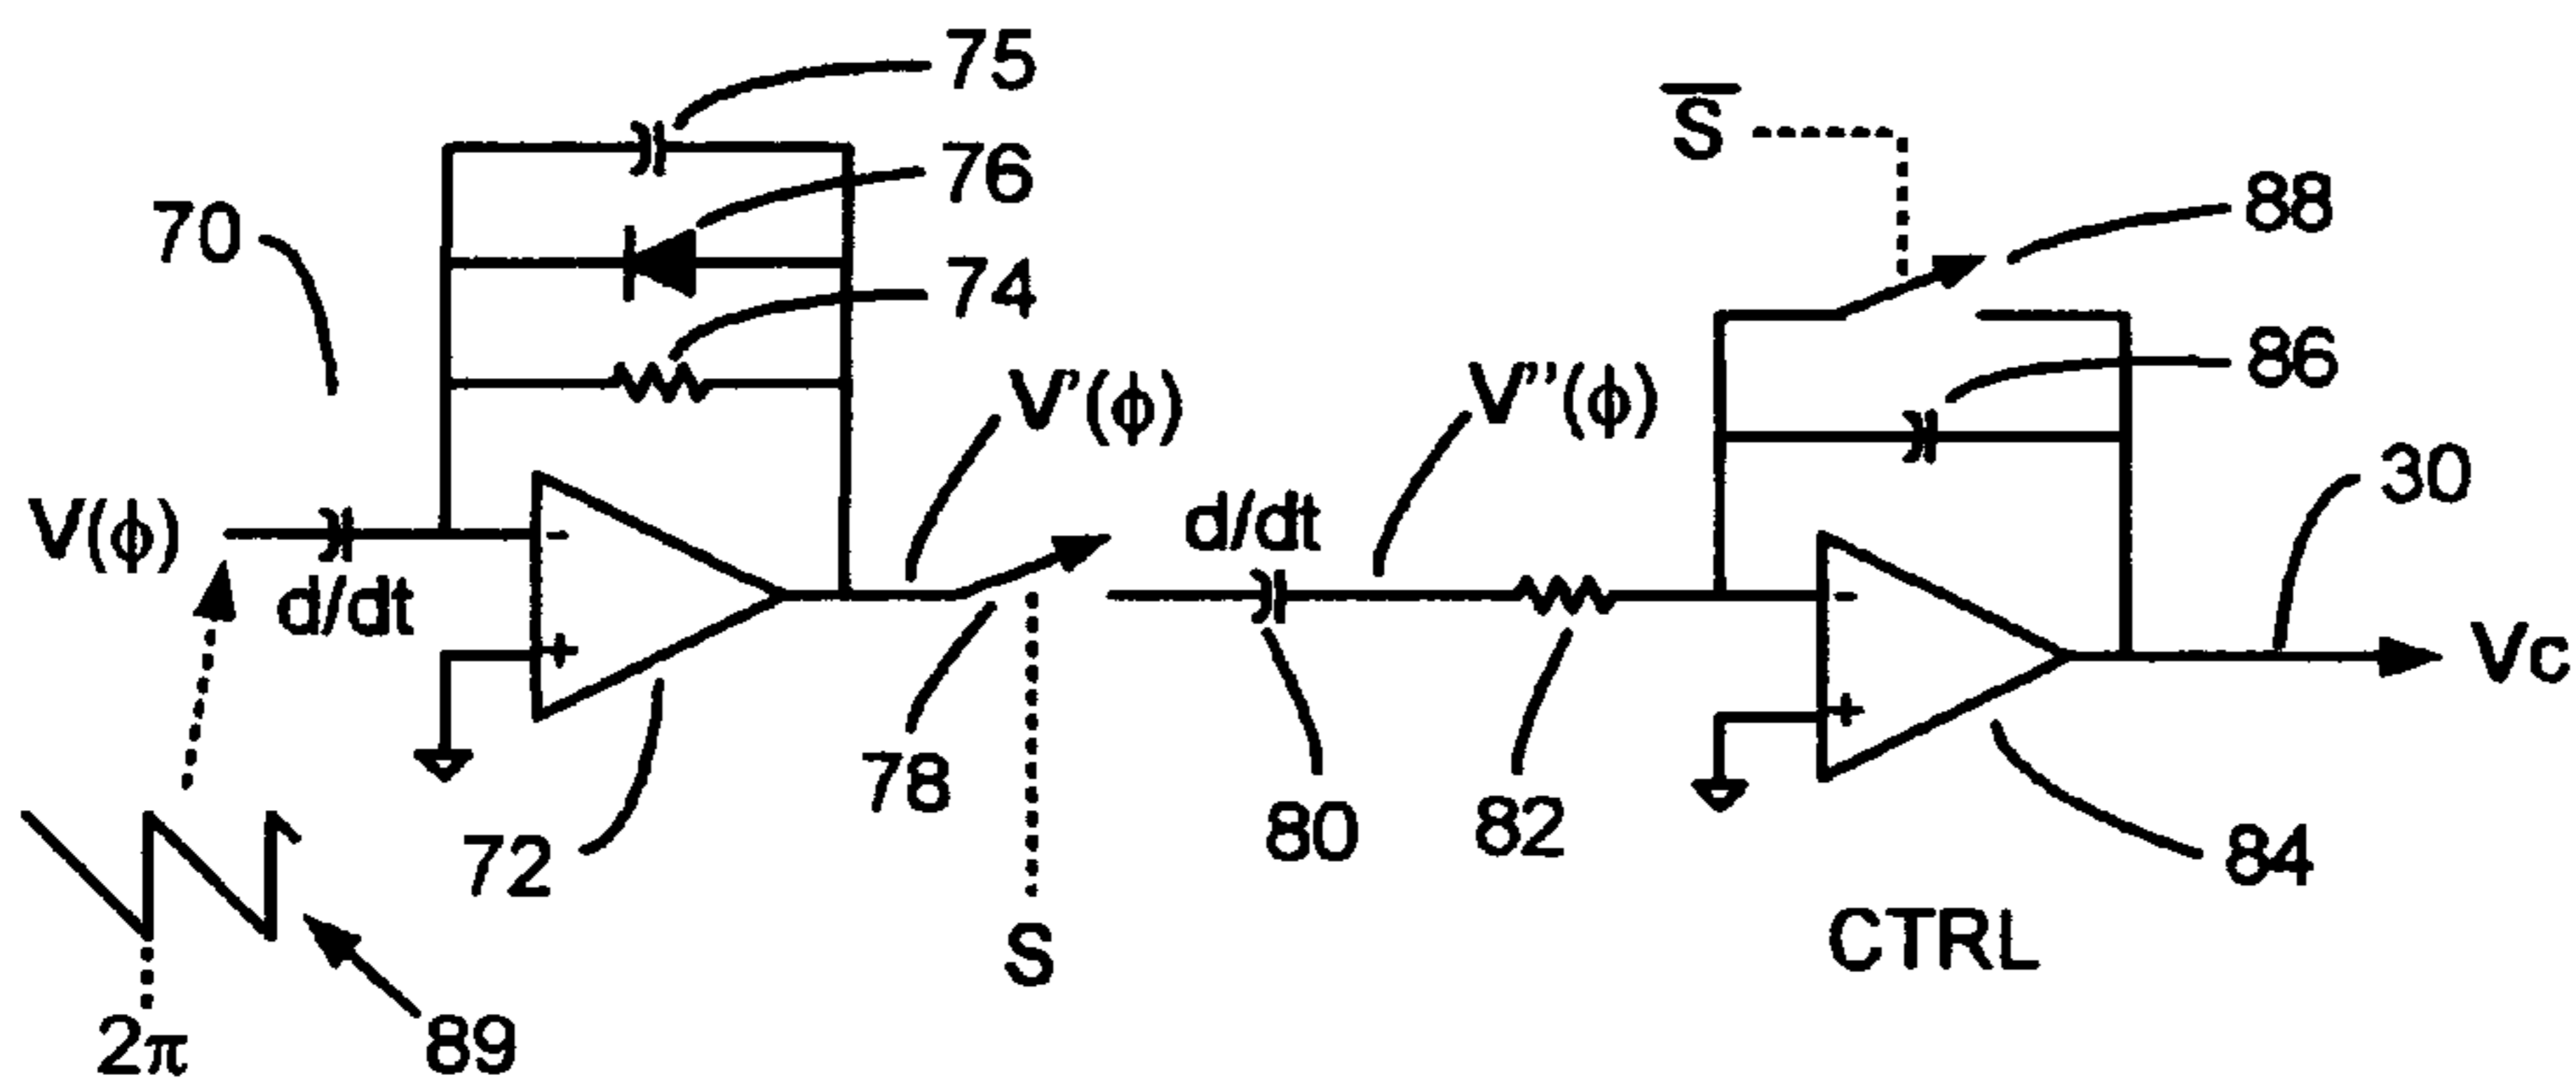 75
S̅
76
70
88
74
86
V'(ϕ)
V''(ϕ)
30
V(ϕ)
d/dt
d/dt
-
-
+
+
Vc
78
72
80
82
84
S
CTRL
2π
89